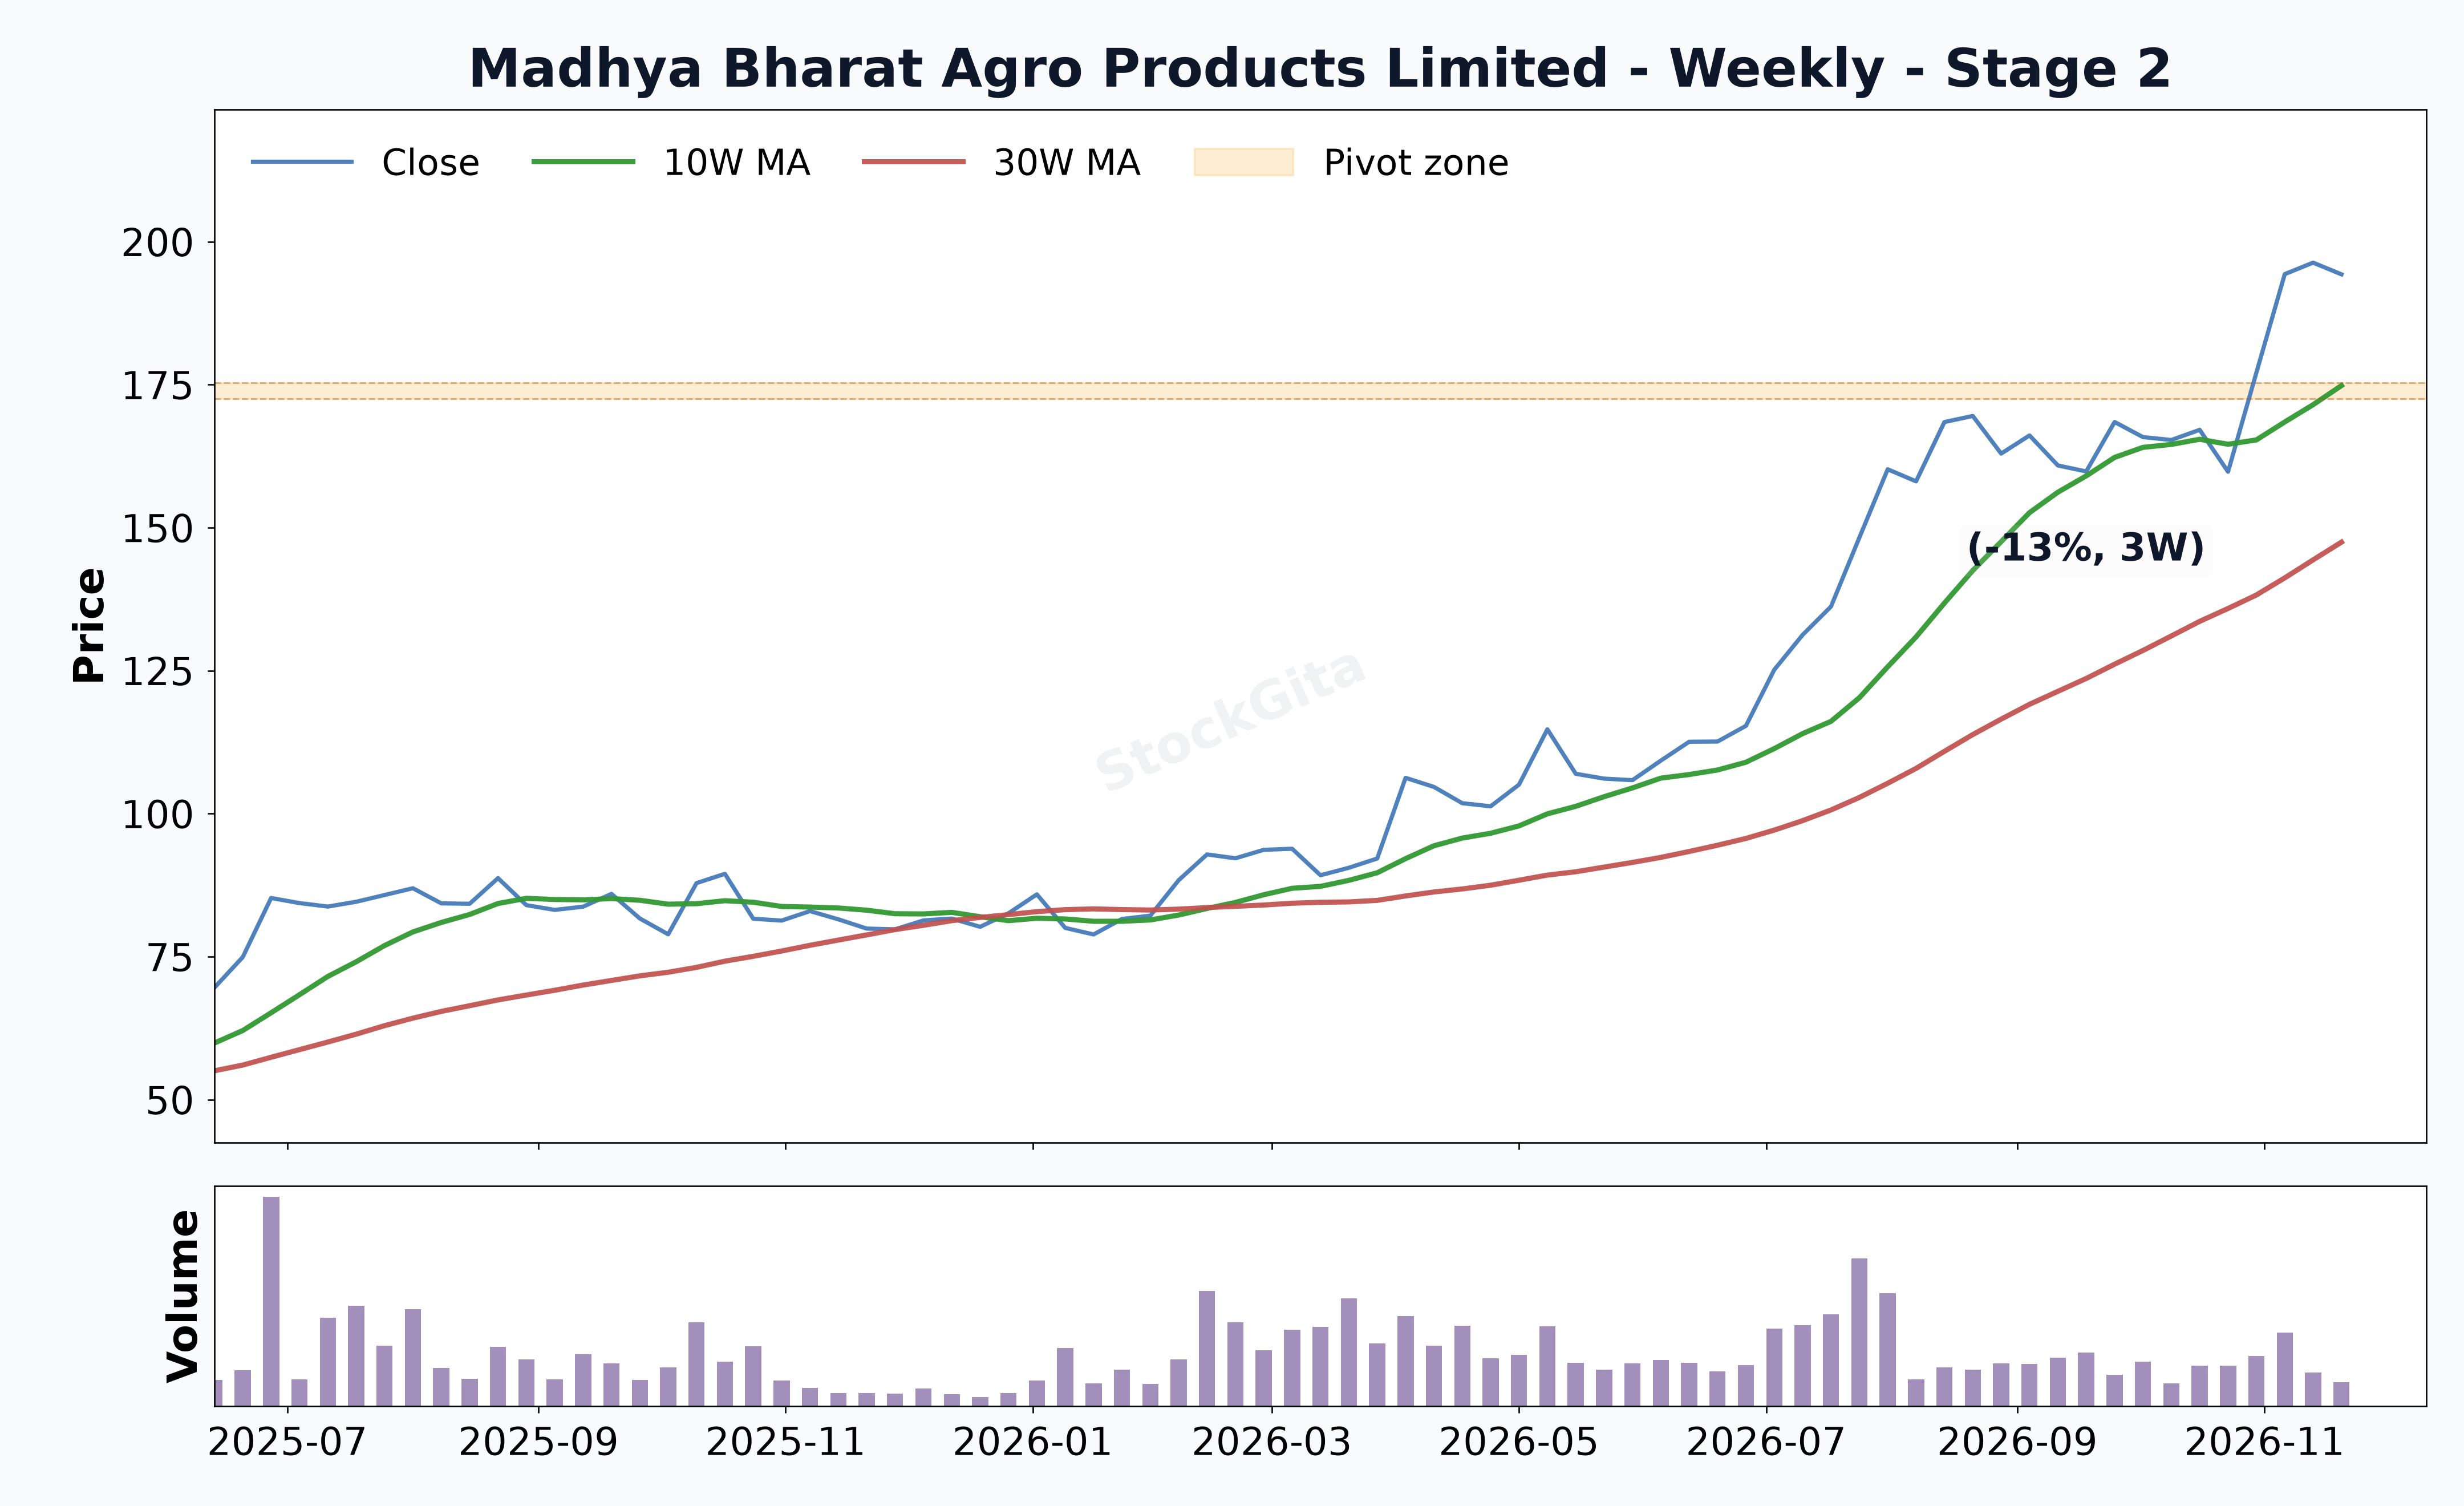 Madhya Bharat Agro Products Limited - Weekly - Stage 2
Close 10W MA 30W MA Pivot zone
200
175
150
125
100
75
50
Price
(-13%, 3W)
StockGita
Volume
2025-07 2025-09 2025-11 2026-01 2026-03 2026-05 2026-07 2026-09 2026-11